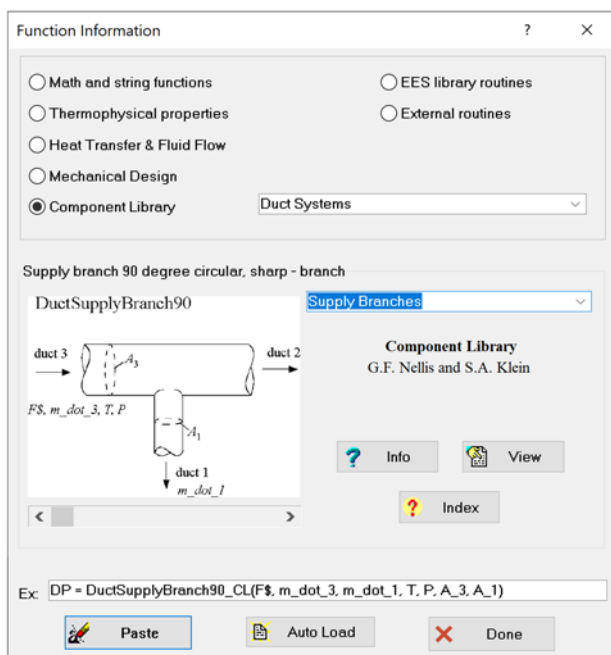 Function Information
? ×
Math and string functions
EES library routines
Thermophysical properties
External routines
Heat Transfer & Fluid Flow
Mechanical Design
Component Library
Duct Systems
Supply branch 90 degree circular, sharp - branch
DuctSupplyBranch90
Supply Branches
duct 3
A_3
duct 2
F$, m_dot_3, T, P
A_1
duct 1
m_dot_1
Component Library
G.F. Nellis and S.A. Klein
? Info
View
? Index
Ex: DP = DuctSupplyBranch90_CL(F$, m_dot_3, m_dot_1, T, P, A_3, A_1)
Paste
Auto Load
Done